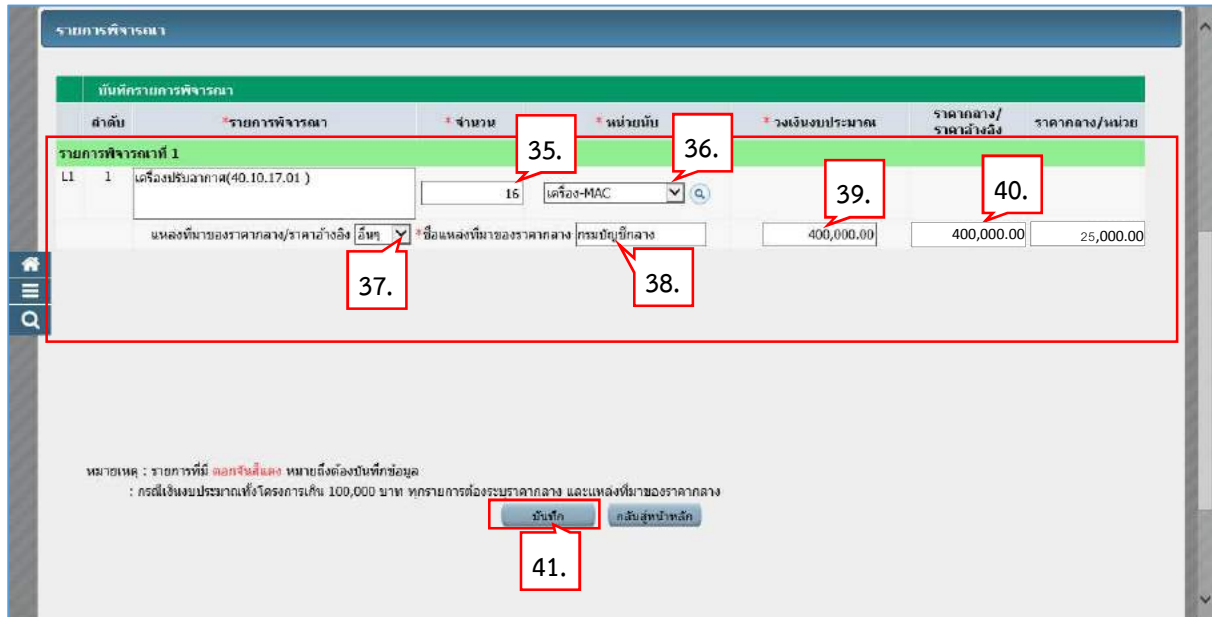 รายการพิจารณา
บันทึกรายการพิจารณา
ลำดับ *รายการพิจารณา * จำนวน * หน่วยนับ * วงเงินงบประมาณ ราคากลาง/ราคาอ้างอิง ราคากลาง/หน่วย
รายการพิจารณาที่ 1
35. 36.
L1 1 เครื่องปรับอากาศ(40.10.17.01 ) 16 เครื่อง-MAC
39. 40.
แหล่งที่มาของราคากลาง/ราคาอ้างอิง อื่นๆ *ชื่อแหล่งที่มาของราคากลาง กรมบัญชีกลาง 400,000.00 400,000.00 25,000.00
37. 38.
หมายเหตุ : รายการที่มี ดอกจันสีแดง หมายถึงต้องบันทึกข้อมูล
: กรณีเงินงบประมาณทั้งโครงการเกิน 100,000 บาท ทุกรายการต้องระบุราคากลาง และแหล่งที่มาของราคากลาง
บันทึก กลับสู่หน้าหลัก
41.